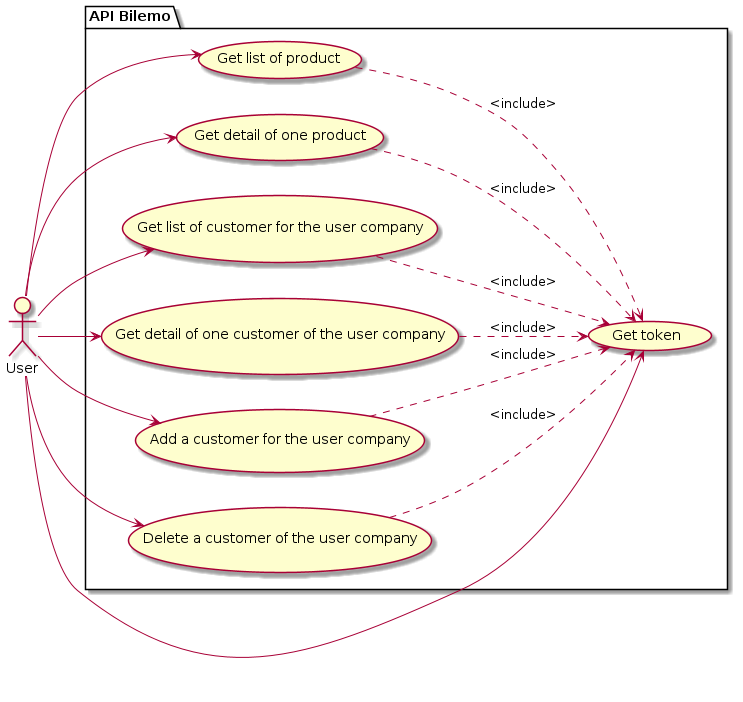 API Bilemo
Get list of product
<include>
Get detail of one product
<include>
Get list of customer for the user company
<include>
Get detail of one customer of the user company
<include>
Get token
<include>
User
Add a customer for the user company
<include>
Delete a customer of the user company